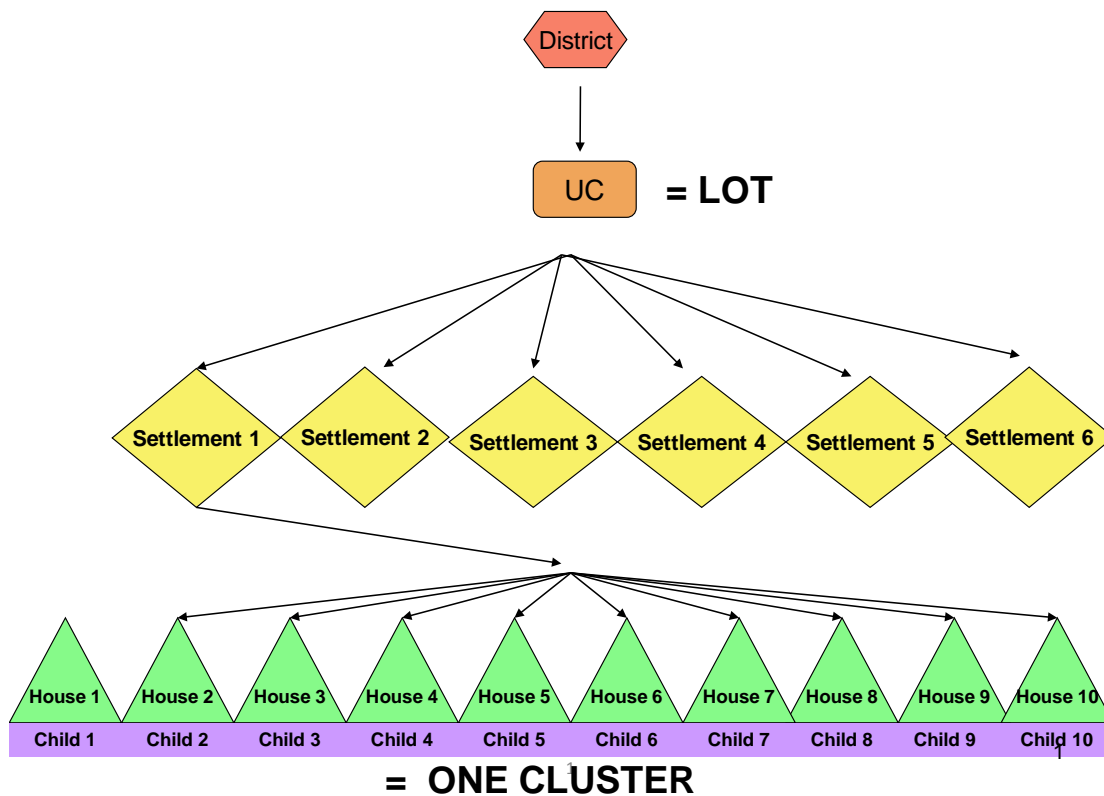 District
UC = LOT
Settlement 1 Settlement 2 Settlement 3 Settlement 4 Settlement 5 Settlement 6
House 1 House 2 House 3 House 4 House 5 House 6 House 7 House 8 House 9 House 10
Child 1 Child 2 Child 3 Child 4 Child 5 Child 6 Child 7 Child 8 Child 9 Child 10
1
1
= ONE CLUSTER